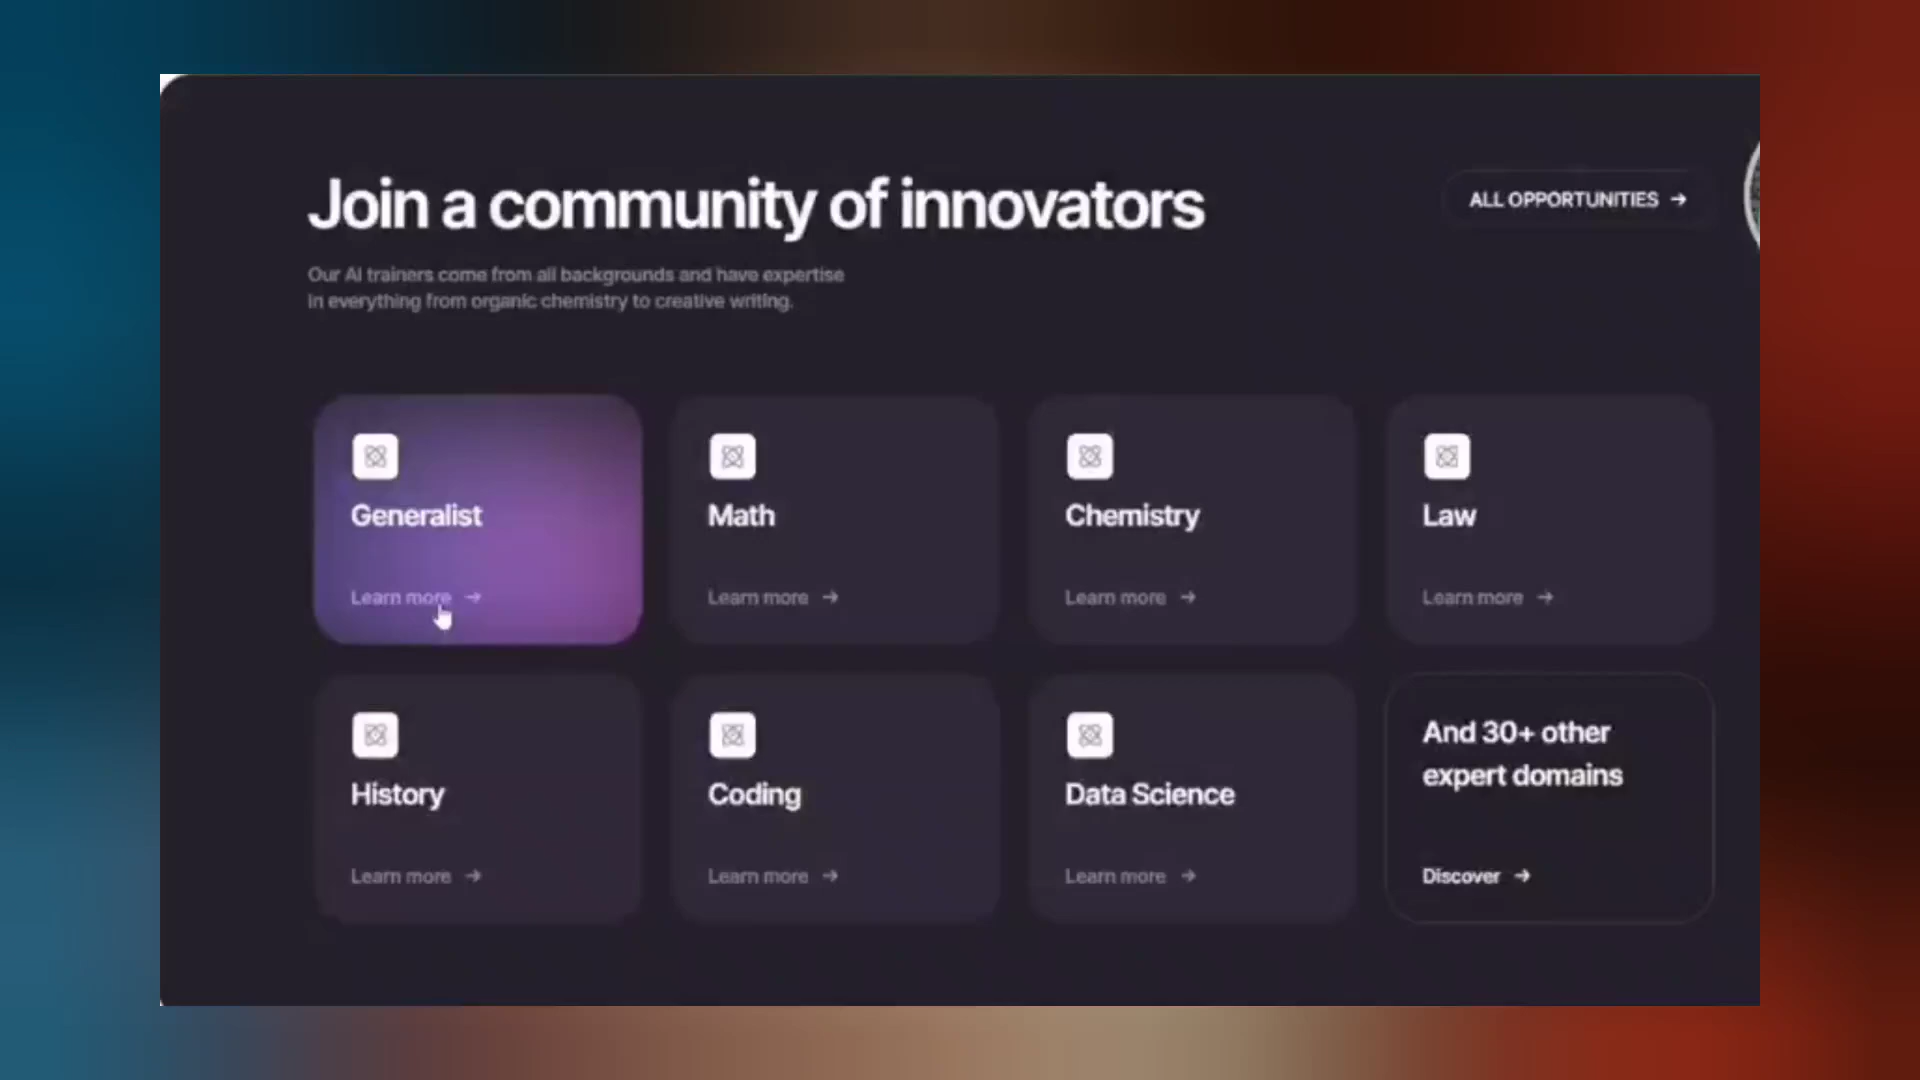 Join a community of innovators
ALL OPPORTUNITIES →
Our AI trainers come from all backgrounds and have expertise
in everything from organic chemistry to creative writing.
Generalist
Learn more →
Math
Learn more →
Chemistry
Learn more →
Law
Learn more →
History
Learn more →
Coding
Learn more →
Data Science
Learn more →
And 30+ other
expert domains
Discover →